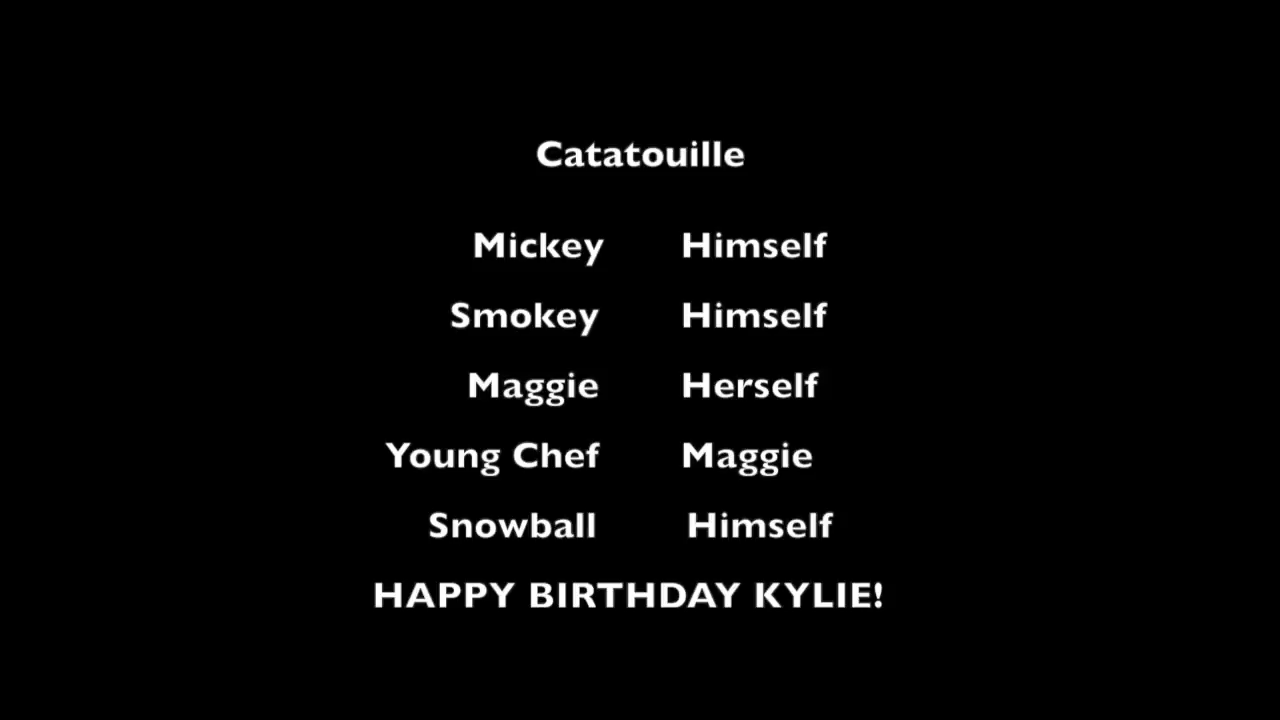 Catatouille
Mickey Himself
Smokey Himself
Maggie Herself
Young Chef Maggie
Snowball Himself
HAPPY BIRTHDAY KYLIE!